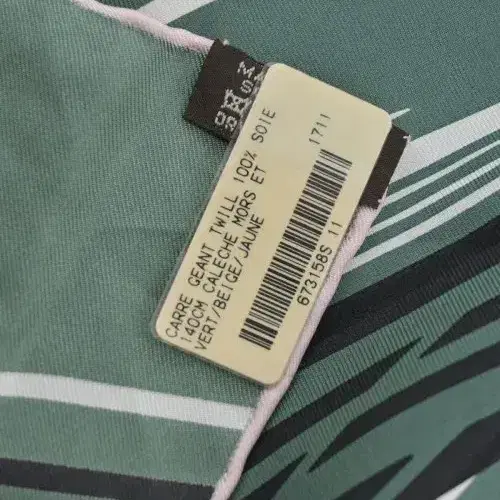 CARRE GEANT TWILL 100% SOIE
140CM CALECHE MORS ET
VERT/BEIGE/JAUNE
1711
673158S 11